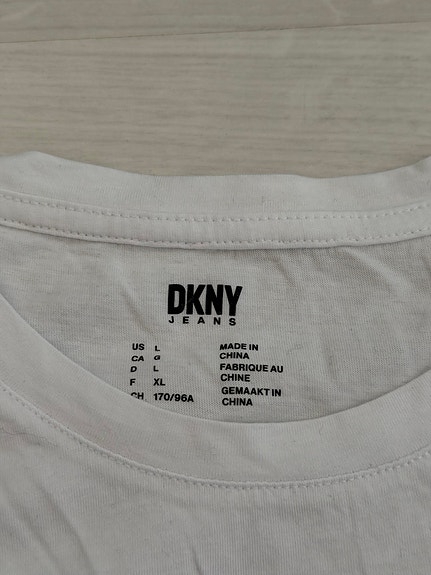 DKNY
JEANS
US L
CA G
D L
F XL
CH 170/96A
MADE IN
CHINA
FABRIQUE AU
CHINE
GEMAAKT IN
CHINA